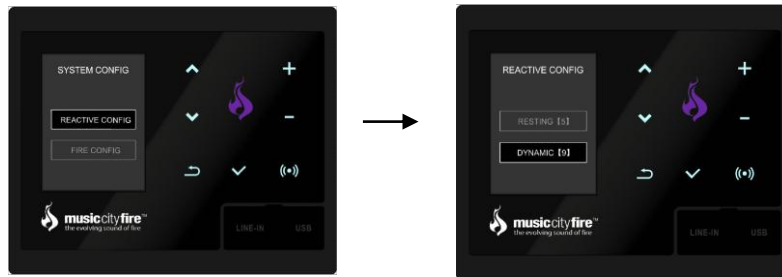 SYSTEM CONFIG
REACTIVE CONFIG
FIRE CONFIG
musiccityfire™
the evolving sound of fire
LINE-IN USB
REACTIVE CONFIG
RESTING【5】
DYNAMIC【9】
musiccityfire™
the evolving sound of fire
LINE-IN USB